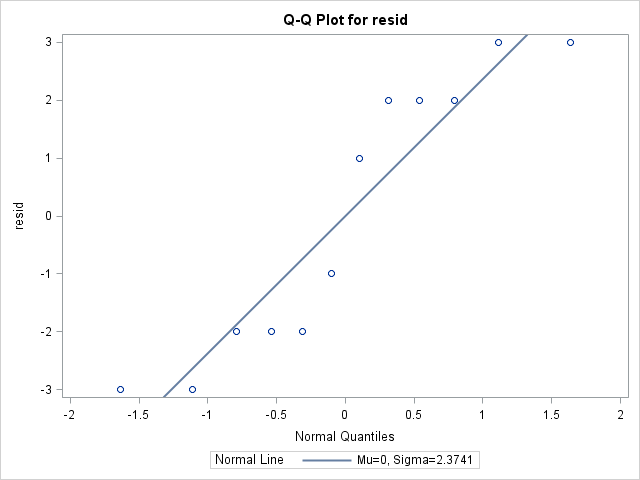 Q-Q Plot for resid
3
2
1
0
-1
-2
-3
resid
-2 -1.5 -1 -0.5 0 0.5 1 1.5 2
Normal Quantiles
Normal Line Mu=0, Sigma=2.3741